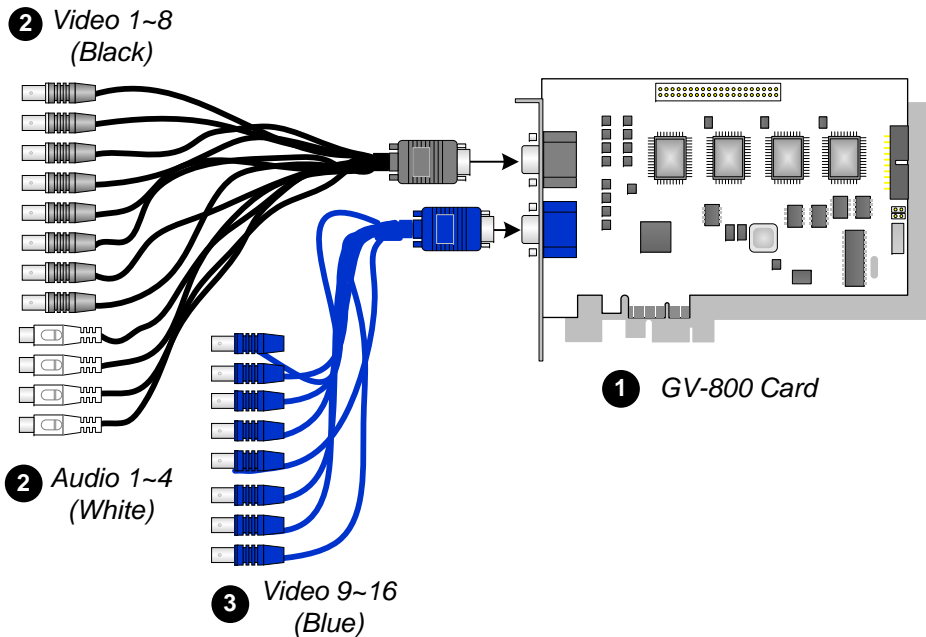 2 Video 1~8
(Black)
1 GV-800 Card
2 Audio 1~4
(White)
3 Video 9~16
(Blue)